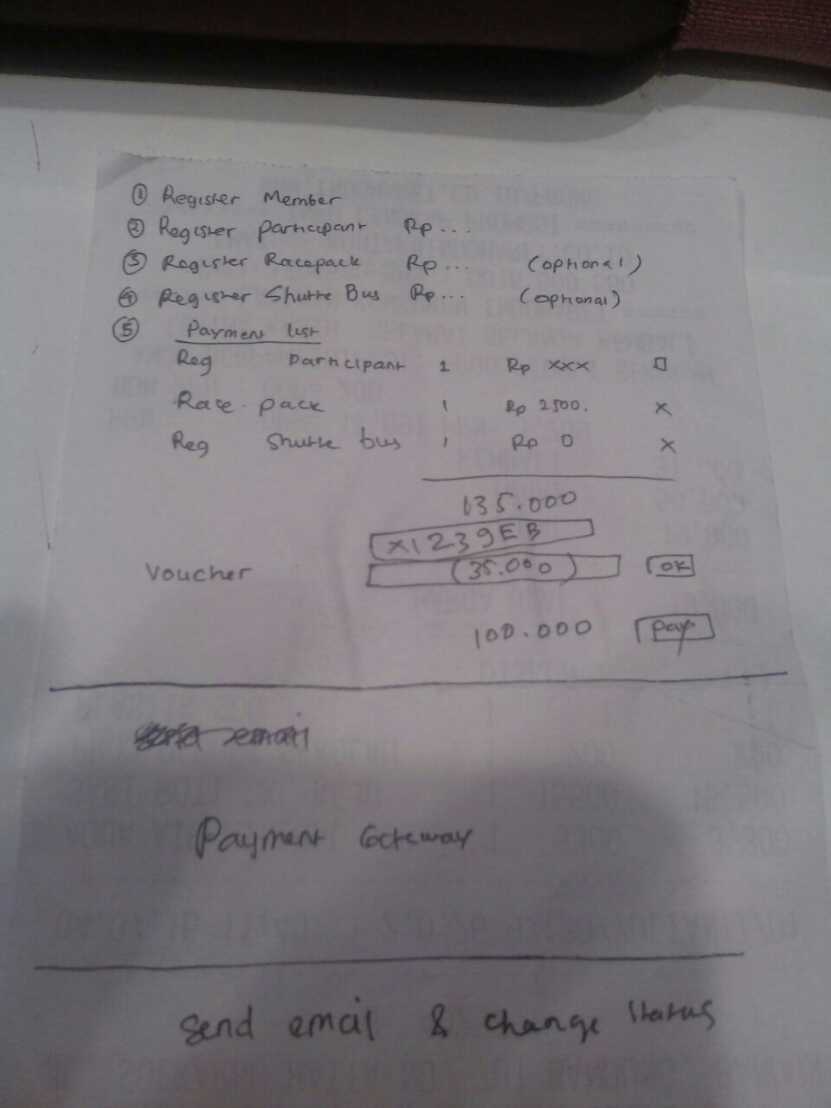 ① Register Member
② Register participant Rp...
③ Register Racepack Rp... (optional)
④ Register Shuttle Bus Rp... (optional)
⑤ Payment list
Reg participant 1 Rp xxx
Race pack 1 Rp 2500. x
Reg Shuttle bus 1 Rp 0 x
135.000
X1239EB
Voucher (35.000) OK
100.000 pay
email
Payment Gateway
Send email & change status